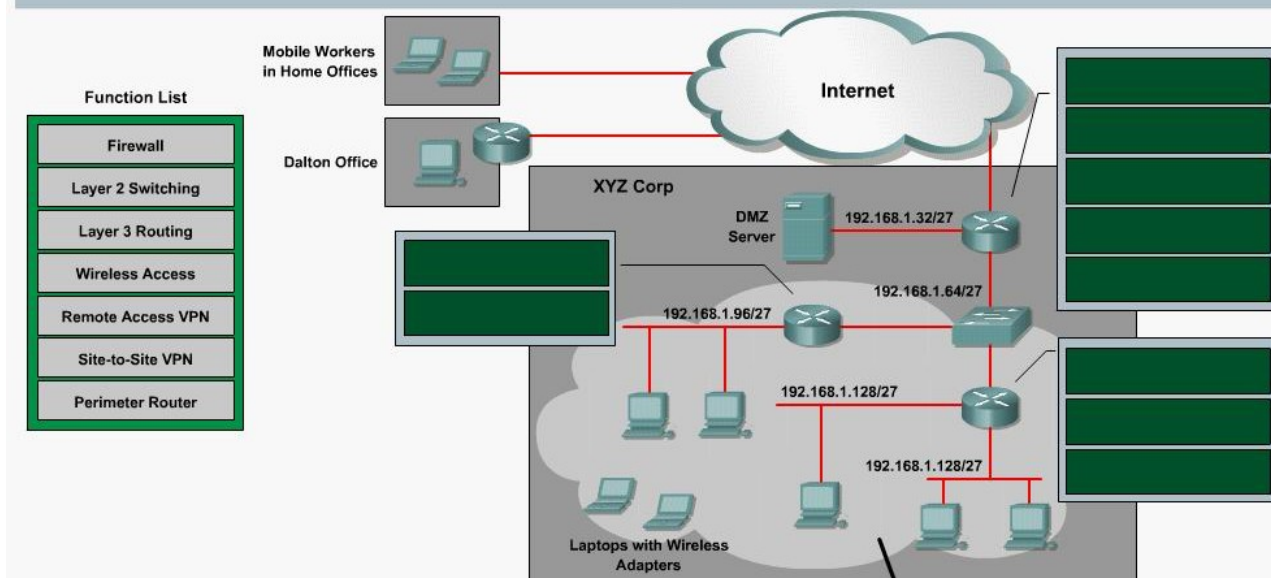 Mobile Workers
in Home Offices
Internet
Function List
Firewall
Layer 2 Switching
Layer 3 Routing
Wireless Access
Remote Access VPN
Site-to-Site VPN
Perimeter Router
Dalton Office
XYZ Corp
DMZ
Server
192.168.1.32/27
192.168.1.64/27
192.168.1.96/27
192.168.1.128/27
192.168.1.128/27
Laptops with Wireless
Adapters